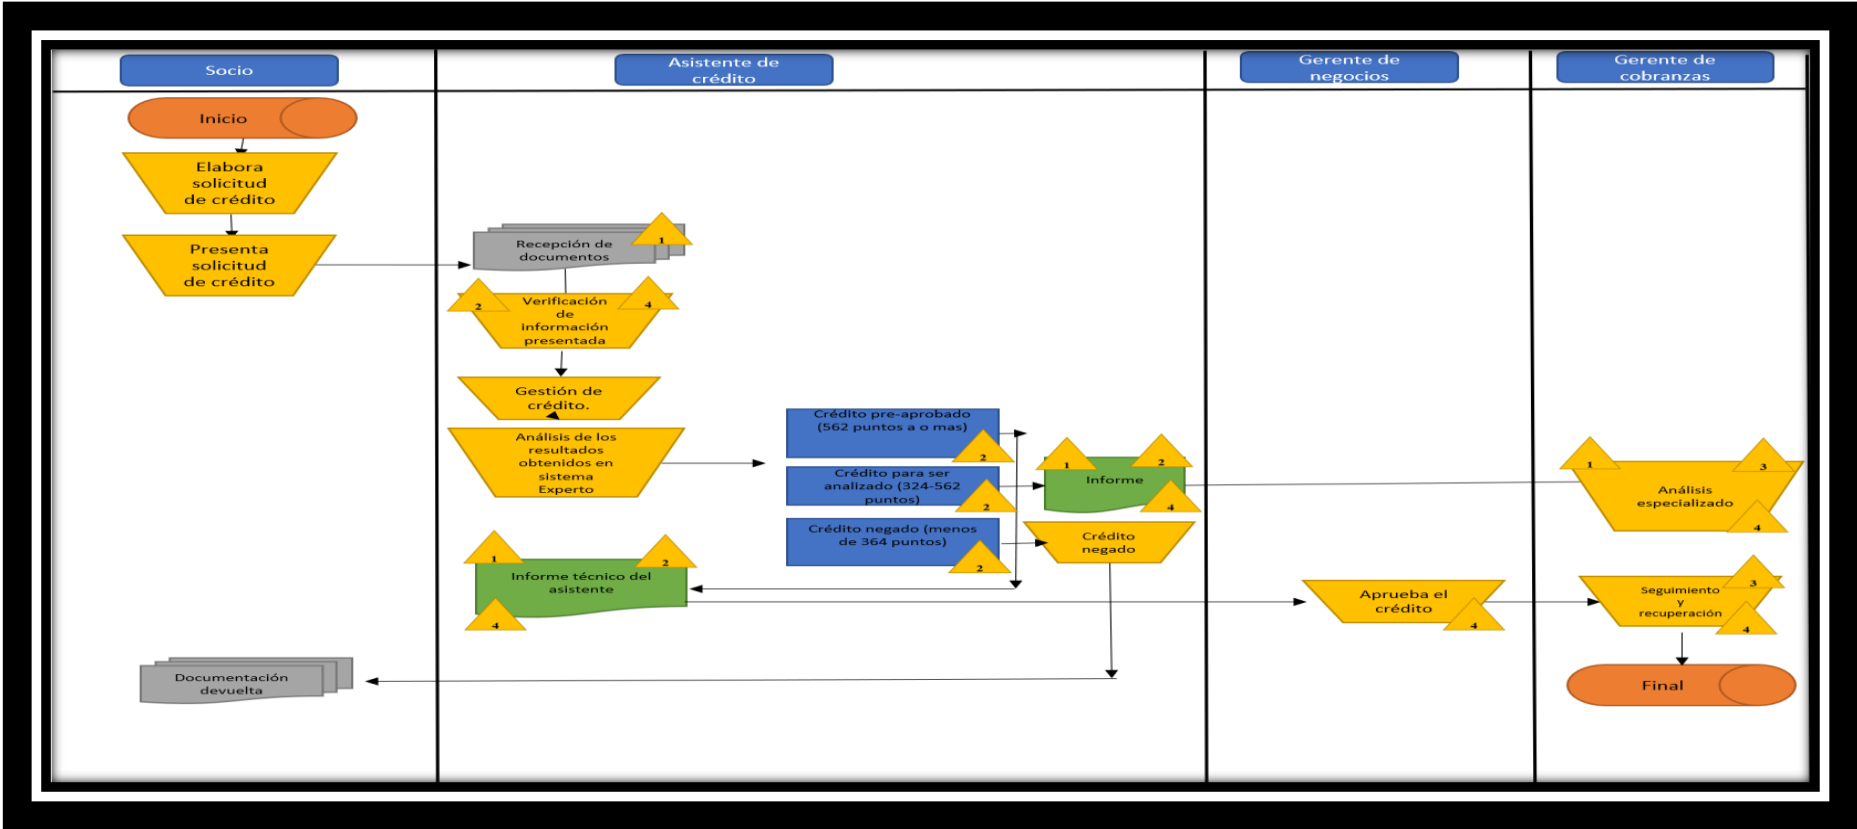 Socio
Asistente de
crédito
Gerente de
negocios
Gerente de
cobranzas
Inicio
Elabora
solicitud
de crédito
Presenta
solicitud
de crédito
Recepción de
documentos
1
2
Verificación
de
información
presentada
4
Gestión de
crédito.
Análisis de los
resultados
obtenidos en
sistema
Experto
Crédito pre-aprobado
(562 puntos a o mas)
2
Crédito para ser
analizado (324-562
puntos)
2
Crédito negado (menos
de 364 puntos)
2
1
2
Informe
4
Crédito
negado
1
3
Análisis
especializado
4
1
2
Informe técnico del
asistente
4
Aprueba el
crédito
4
3
Seguimiento
y
recuperación
4
Documentación
devuelta
Final